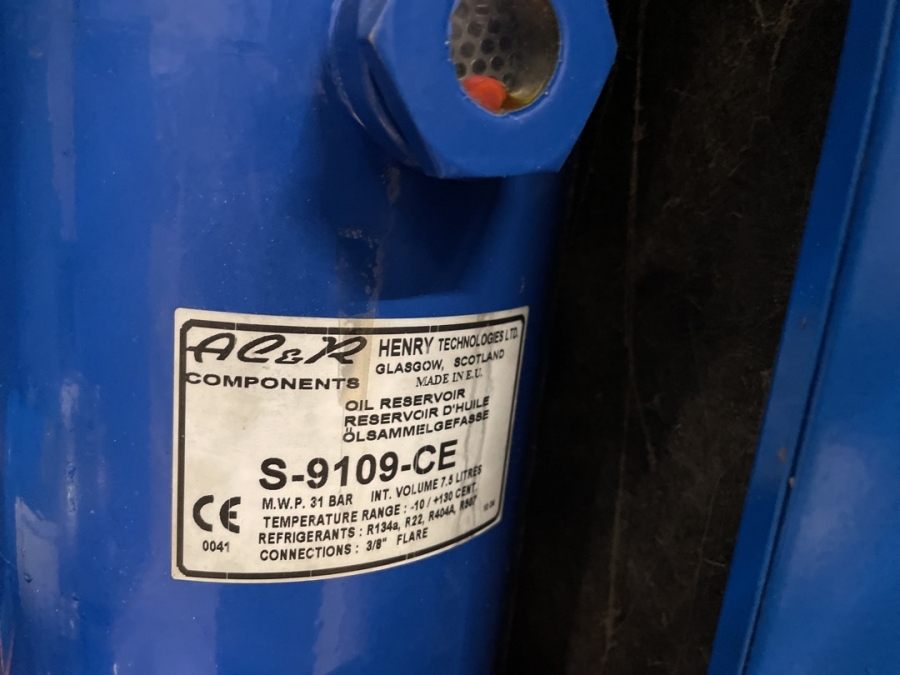 AC&R HENRY TECHNOLOGIES LTD.
COMPONENTS GLASGOW, SCOTLAND
MADE IN E.U.
OIL RESERVOIR
RESERVOIR D'HUILE
ÖLSAMMELGEFASSE
S-9109-CE
M.W.P. 31 BAR INT. VOLUME 7.5 LITRES
TEMPERATURE RANGE : -10 / +130 CENT.
REFRIGERANTS : R134a, R22, R404A, R507
CONNECTIONS : 3/8" FLARE
CE
0041